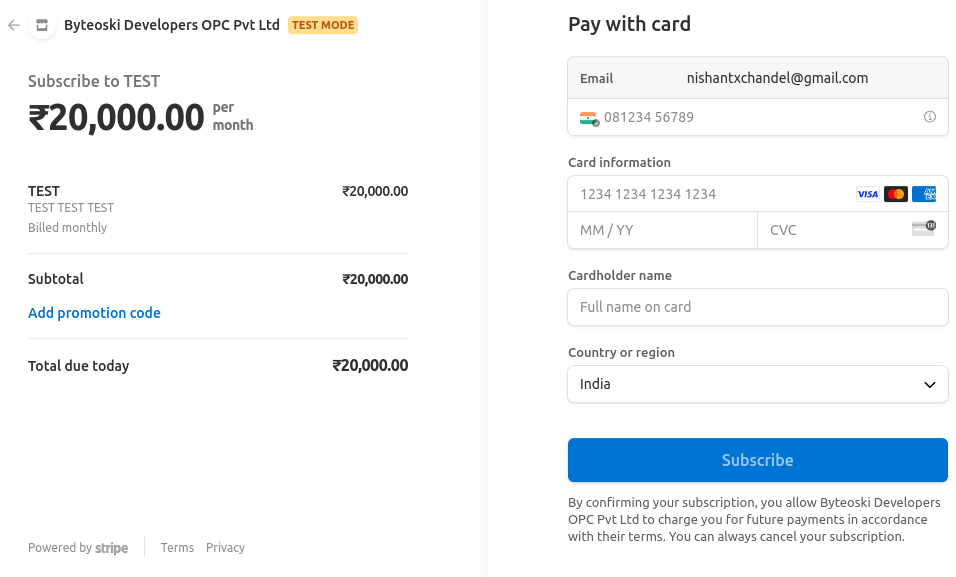 Byteoski Developers OPC Pvt Ltd TEST MODE
Subscribe to TEST
₹20,000.00 per month
TEST ₹20,000.00
TEST TEST TEST
Billed monthly
Subtotal ₹20,000.00
Add promotion code
Total due today ₹20,000.00
Powered by stripe Terms Privacy
Pay with card
Email nishantxchandel@gmail.com
081234 56789
Card information
1234 1234 1234 1234 VISA AMEX
MM / YY CVC 135
Cardholder name
Full name on card
Country or region
India
Subscribe
By confirming your subscription, you allow Byteoski Developers
OPC Pvt Ltd to charge you for future payments in accordance
with their terms. You can always cancel your subscription.